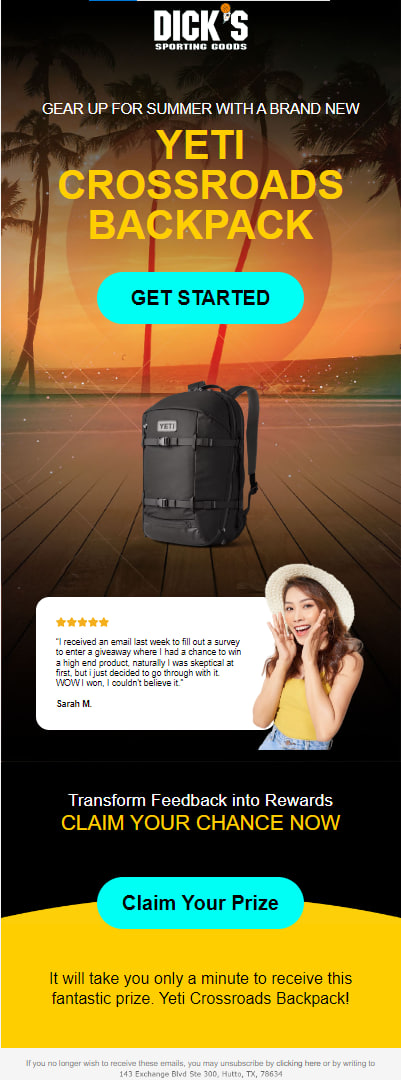 DICK'S
SPORTING GOODS
GEAR UP FOR SUMMER WITH A BRAND NEW
YETI
CROSSROADS
BACKPACK
GET STARTED
YETI
"I received an email last week to fill out a survey
to enter a giveaway where I had a chance to win
a high end product, naturally I was skeptical at
first, but i just decided to go through with it.
WOW I won, I couldn't believe it."
Sarah M.
Transform Feedback into Rewards
CLAIM YOUR CHANCE NOW
Claim Your Prize
It will take you only a minute to receive this
fantastic prize. Yeti Crossroads Backpack!
If you no longer wish to receive these emails, you may unsubscribe by clicking here or by writing to
143 Exchange Blvd Ste 300, Hutto, TX, 78634